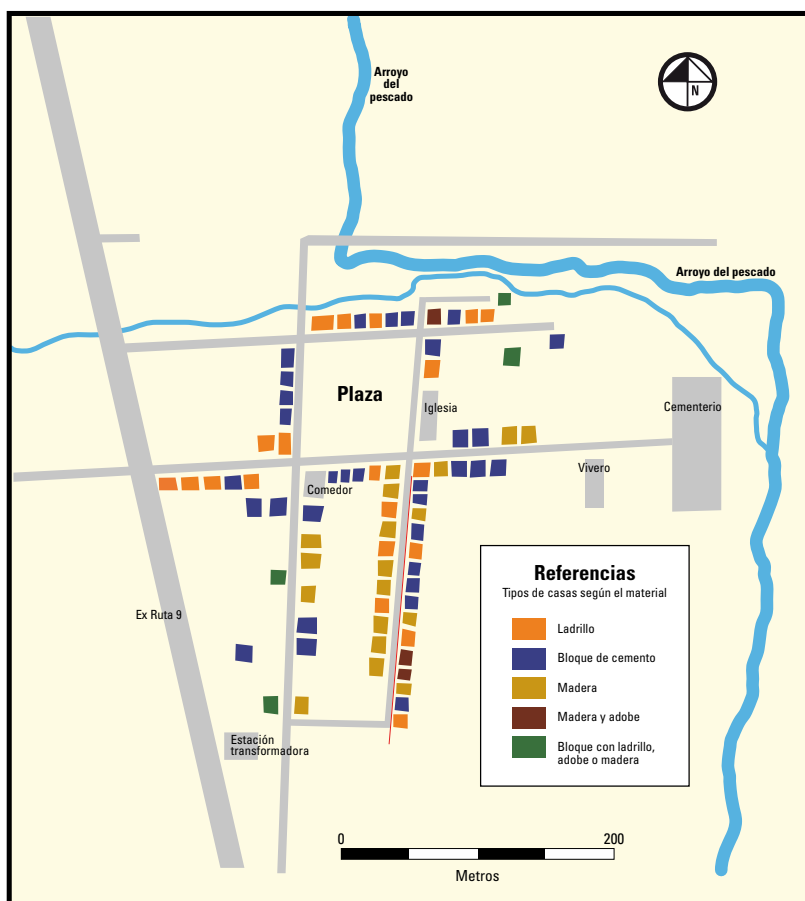 Arroyo
del
pescado
N
Arroyo del pescado
Plaza
Iglesia
Cementerio
Comedor
Vivero
Ex Ruta 9
Estación
transformadora
Referencias
Tipos de casas según el material
Ladrillo
Bloque de cemento
Madera
Madera y adobe
Bloque con ladrillo,
adobe o madera
0 200
Metros